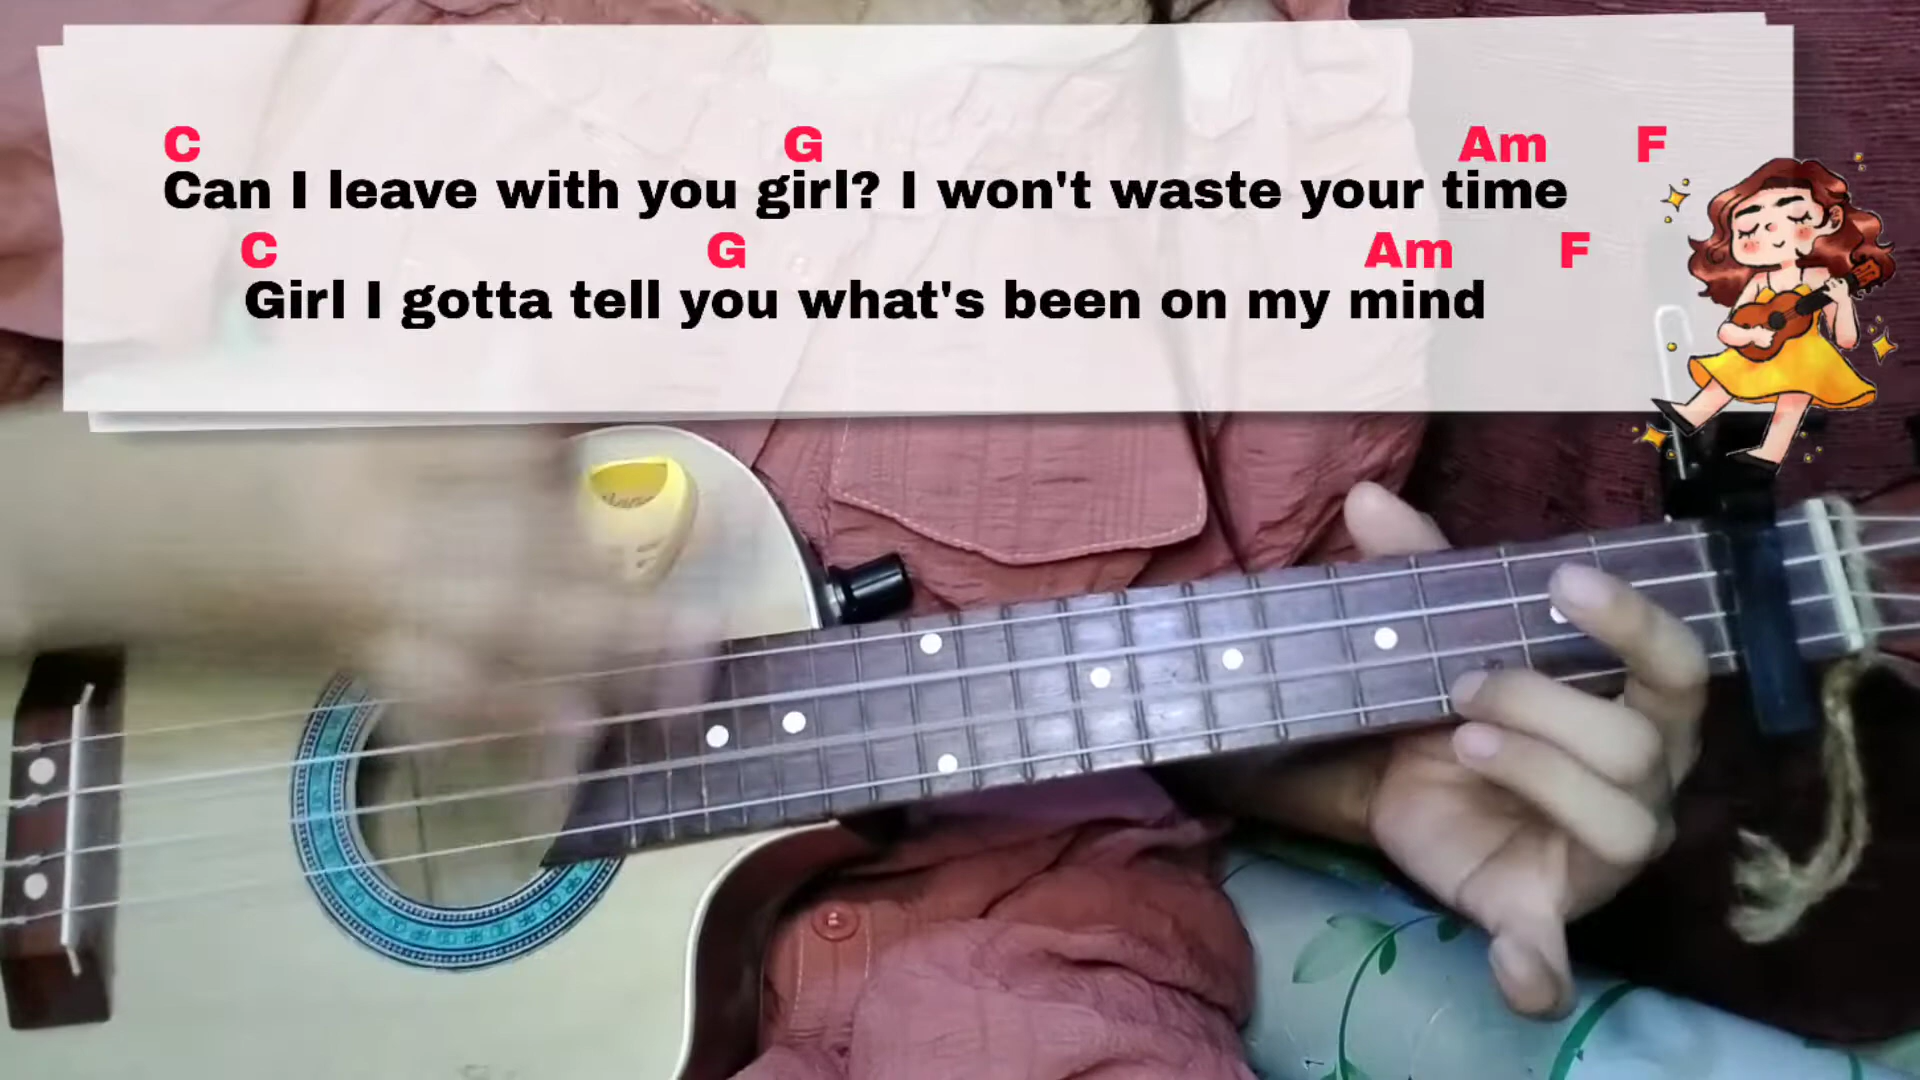 C G Am F
Can I leave with you girl? I won't waste your time
C G Am F
Girl I gotta tell you what's been on my mind